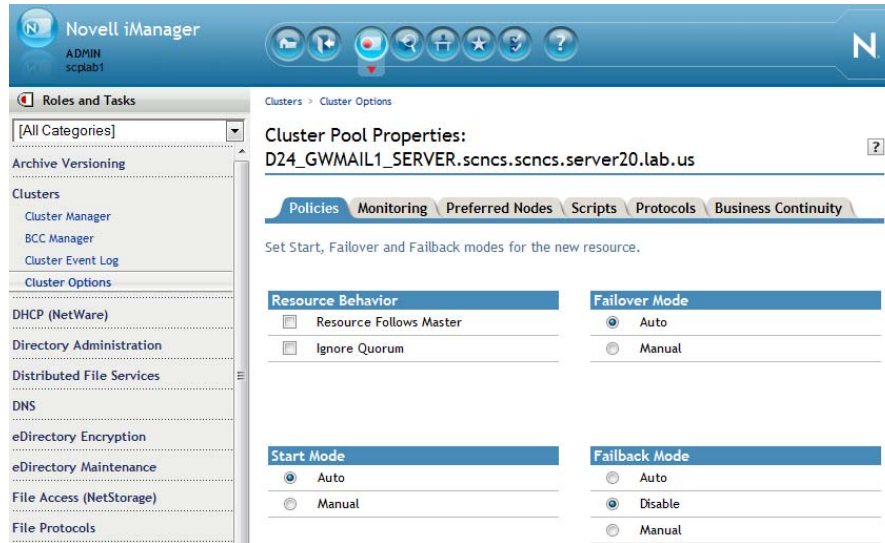 Novell iManager
ADMIN
scplab1
N
Roles and Tasks
[All Categories]
Archive Versioning
Clusters
Cluster Manager
BCC Manager
Cluster Event Log
Cluster Options
DHCP (NetWare)
Directory Administration
Distributed File Services
DNS
eDirectory Encryption
eDirectory Maintenance
File Access (NetStorage)
File Protocols
Clusters > Cluster Options
Cluster Pool Properties:
D24_GWMAIL1_SERVER.scncs.scncs.server20.lab.us
?
Policies Monitoring Preferred Nodes Scripts Protocols Business Continuity
Set Start, Failover and Failback modes for the new resource.
Resource Behavior
Resource Follows Master
Ignore Quorum
Failover Mode
Auto
Manual
Start Mode
Auto
Manual
Failback Mode
Auto
Disable
Manual